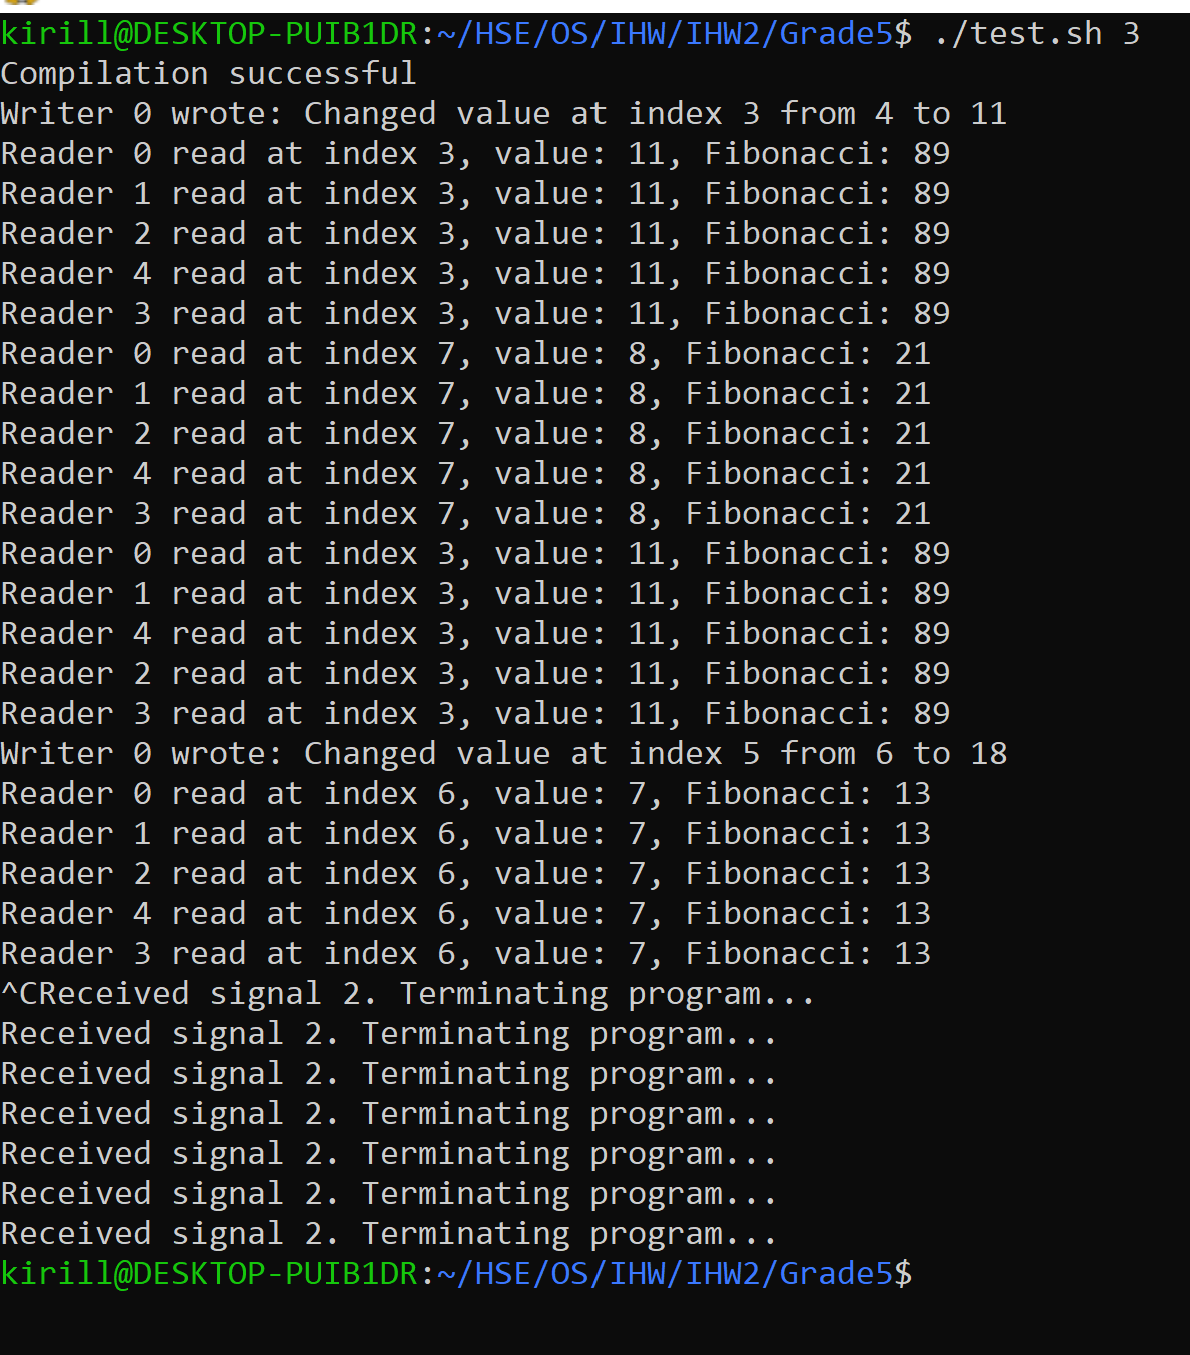 kirill@DESKTOP-PUIB1DR:~/HSE/OS/IHW/IHW2/Grade5$ ./test.sh 3
Compilation successful
Writer 0 wrote: Changed value at index 3 from 4 to 11
Reader 0 read at index 3, value: 11, Fibonacci: 89
Reader 1 read at index 3, value: 11, Fibonacci: 89
Reader 2 read at index 3, value: 11, Fibonacci: 89
Reader 4 read at index 3, value: 11, Fibonacci: 89
Reader 3 read at index 3, value: 11, Fibonacci: 89
Reader 0 read at index 7, value: 8, Fibonacci: 21
Reader 1 read at index 7, value: 8, Fibonacci: 21
Reader 2 read at index 7, value: 8, Fibonacci: 21
Reader 4 read at index 7, value: 8, Fibonacci: 21
Reader 3 read at index 7, value: 8, Fibonacci: 21
Reader 0 read at index 3, value: 11, Fibonacci: 89
Reader 1 read at index 3, value: 11, Fibonacci: 89
Reader 4 read at index 3, value: 11, Fibonacci: 89
Reader 2 read at index 3, value: 11, Fibonacci: 89
Reader 3 read at index 3, value: 11, Fibonacci: 89
Writer 0 wrote: Changed value at index 5 from 6 to 18
Reader 0 read at index 6, value: 7, Fibonacci: 13
Reader 1 read at index 6, value: 7, Fibonacci: 13
Reader 2 read at index 6, value: 7, Fibonacci: 13
Reader 4 read at index 6, value: 7, Fibonacci: 13
Reader 3 read at index 6, value: 7, Fibonacci: 13
^CReceived signal 2. Terminating program...
Received signal 2. Terminating program...
Received signal 2. Terminating program...
Received signal 2. Terminating program...
Received signal 2. Terminating program...
Received signal 2. Terminating program...
Received signal 2. Terminating program...
kirill@DESKTOP-PUIB1DR:~/HSE/OS/IHW/IHW2/Grade5$